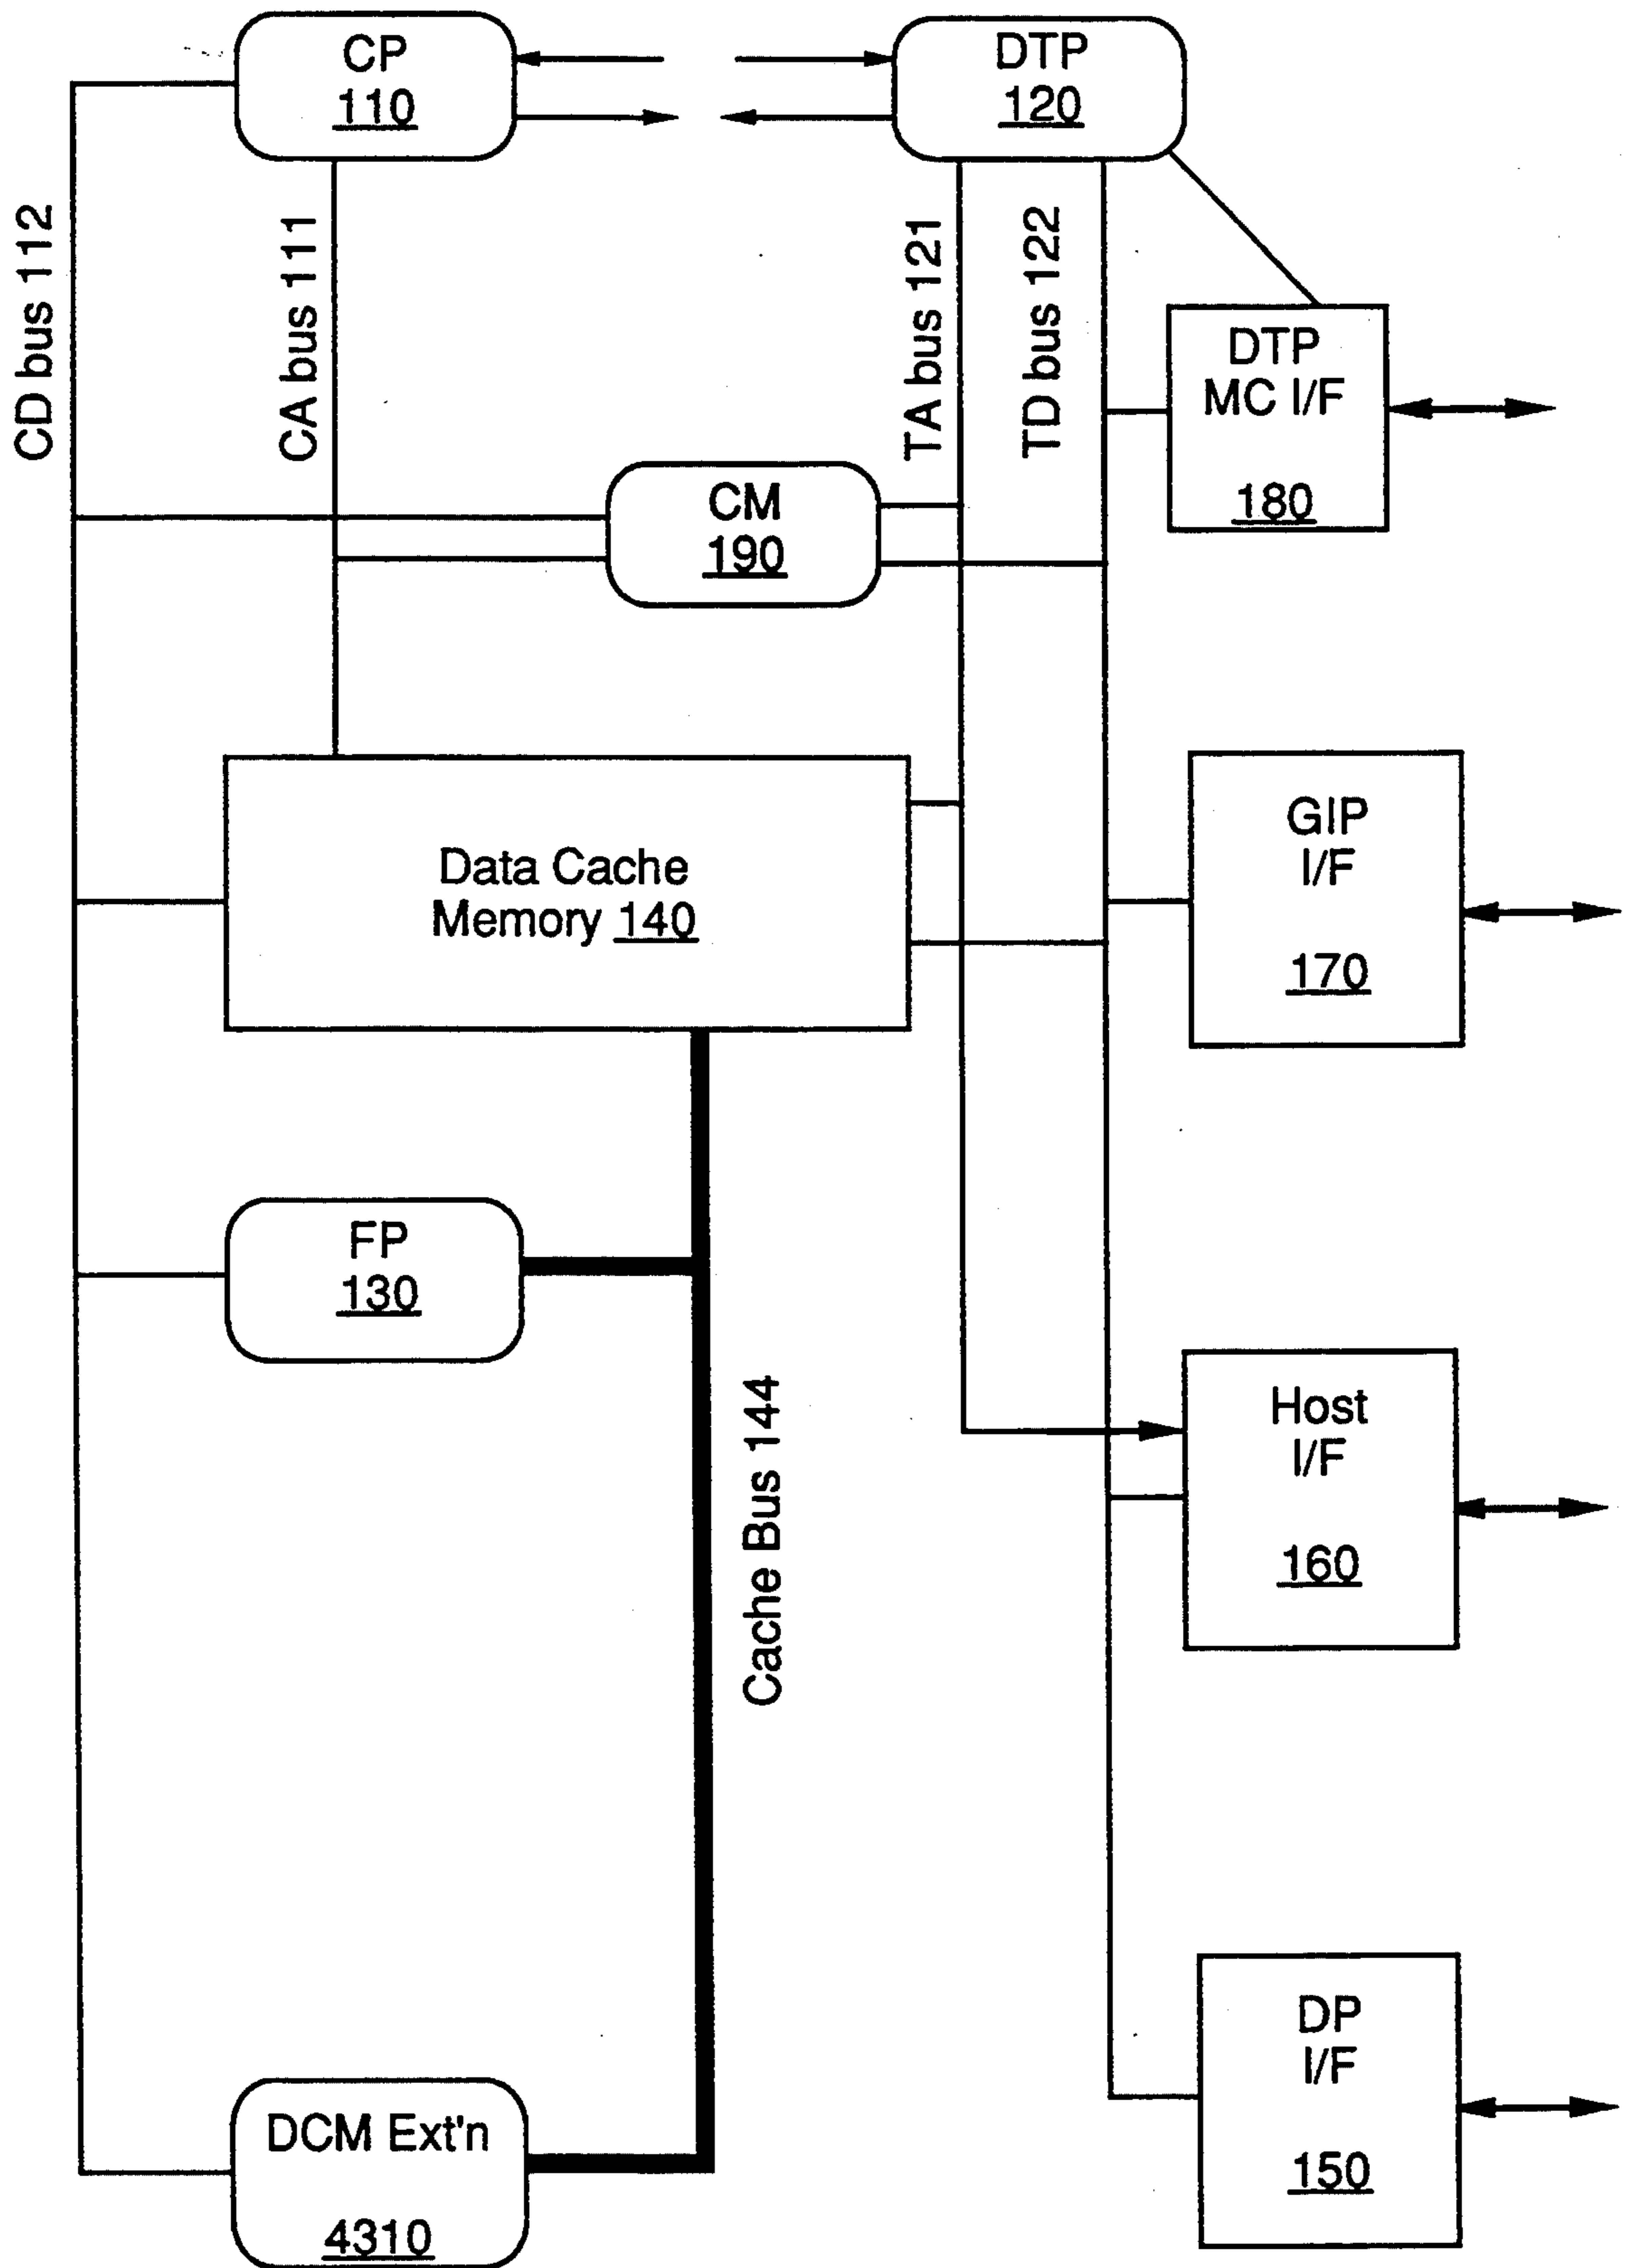 CP
110
DTP
120
CD bus 112
CA bus 111
TA bus 121
TD bus 122
DTP
MC I/F
180
CM
190
Data Cache
Memory 140
GIP
I/F
170
FP
130
Cache Bus 144
Host
I/F
160
DP
I/F
150
DCM Ext'n
4310